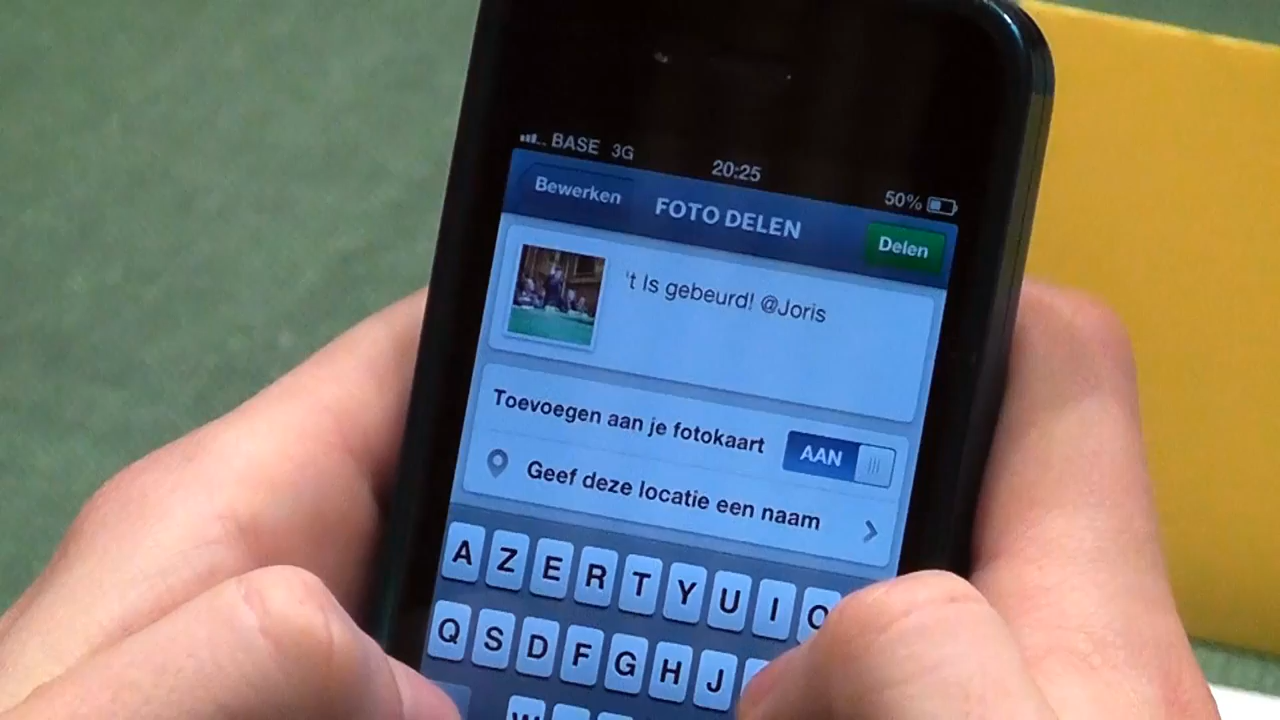 BASE 3G 20:25 50%
Bewerken FOTO DELEN Delen
't Is gebeurd! @Joris
Toevoegen aan je fotokaart AAN
Geef deze locatie een naam
A Z E R T Y U I O
Q S D F G H J
W